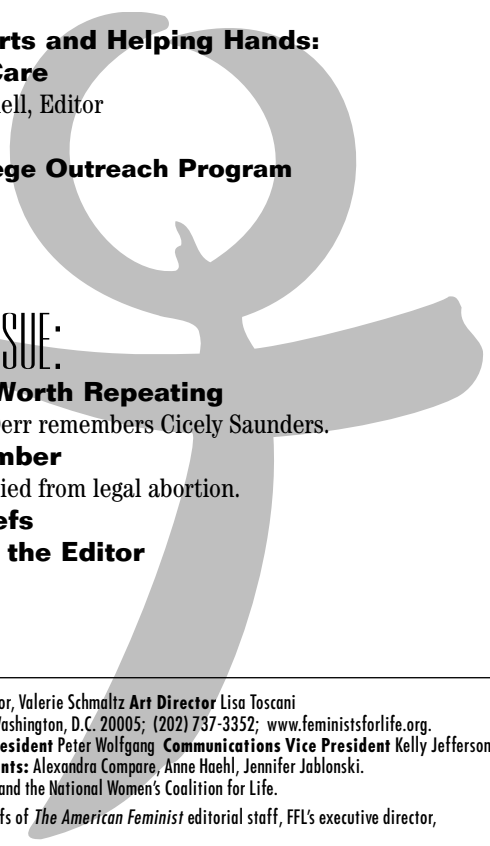 rts and Helping Hands:
Care
ell, Editor
ege Outreach Program
SUE:
Worth Repeating
err remembers Cicely Saunders.
mber
ied from legal abortion.
efs
the Editor
or, Valerie Schmaltz Art Director Lisa Toscani
Washington, D.C. 20005; (202) 737-3352; www.feministsforlife.org.
esident Peter Wolfgang Communications Vice President Kelly Jefferson
nts: Alexandra Compare, Anne Haehl, Jennifer Jablonski.
and the National Women's Coalition for Life.
fs of The American Feminist editorial staff, FFL's executive director,